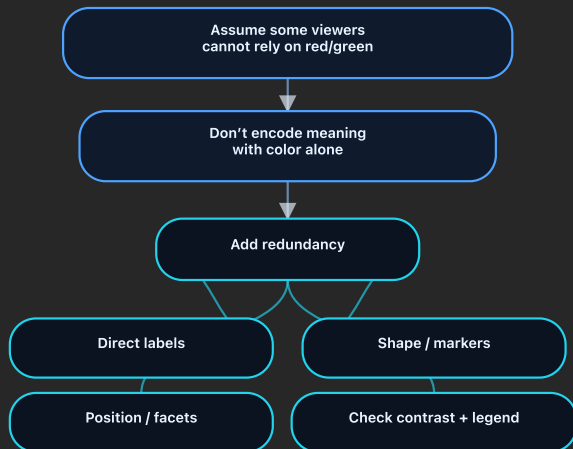 Assume some viewers
cannot rely on red/green
Don’t encode meaning
with color alone
Add redundancy
Direct labels
Shape / markers
Position / facets
Check contrast + legend